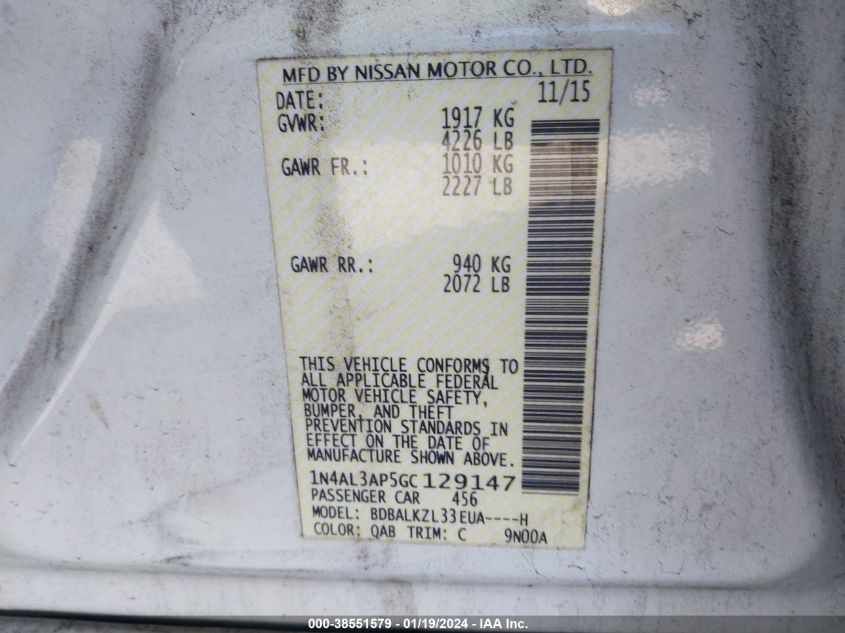 MFD BY NISSAN MOTOR CO., LTD.
DATE: 11/15
GVWR: 1917 KG
4226 LB
GAWR FR.: 1010 KG
2227 LB
GAWR RR.: 940 KG
2072 LB
THIS VEHICLE CONFORMS TO
ALL APPLICABLE FEDERAL
MOTOR VEHICLE SAFETY,
BUMPER, AND THEFT
PREVENTION STANDARDS IN
EFFECT ON THE DATE OF
MANUFACTURE SHOWN ABOVE.
1N4AL3AP5GC129147
PASSENGER CAR 456
MODEL: BDBALKZL33EUA----H
COLOR: QAB TRIM: C 9N00A
000-38551579 — 01/19/2024 — IAA Inc.